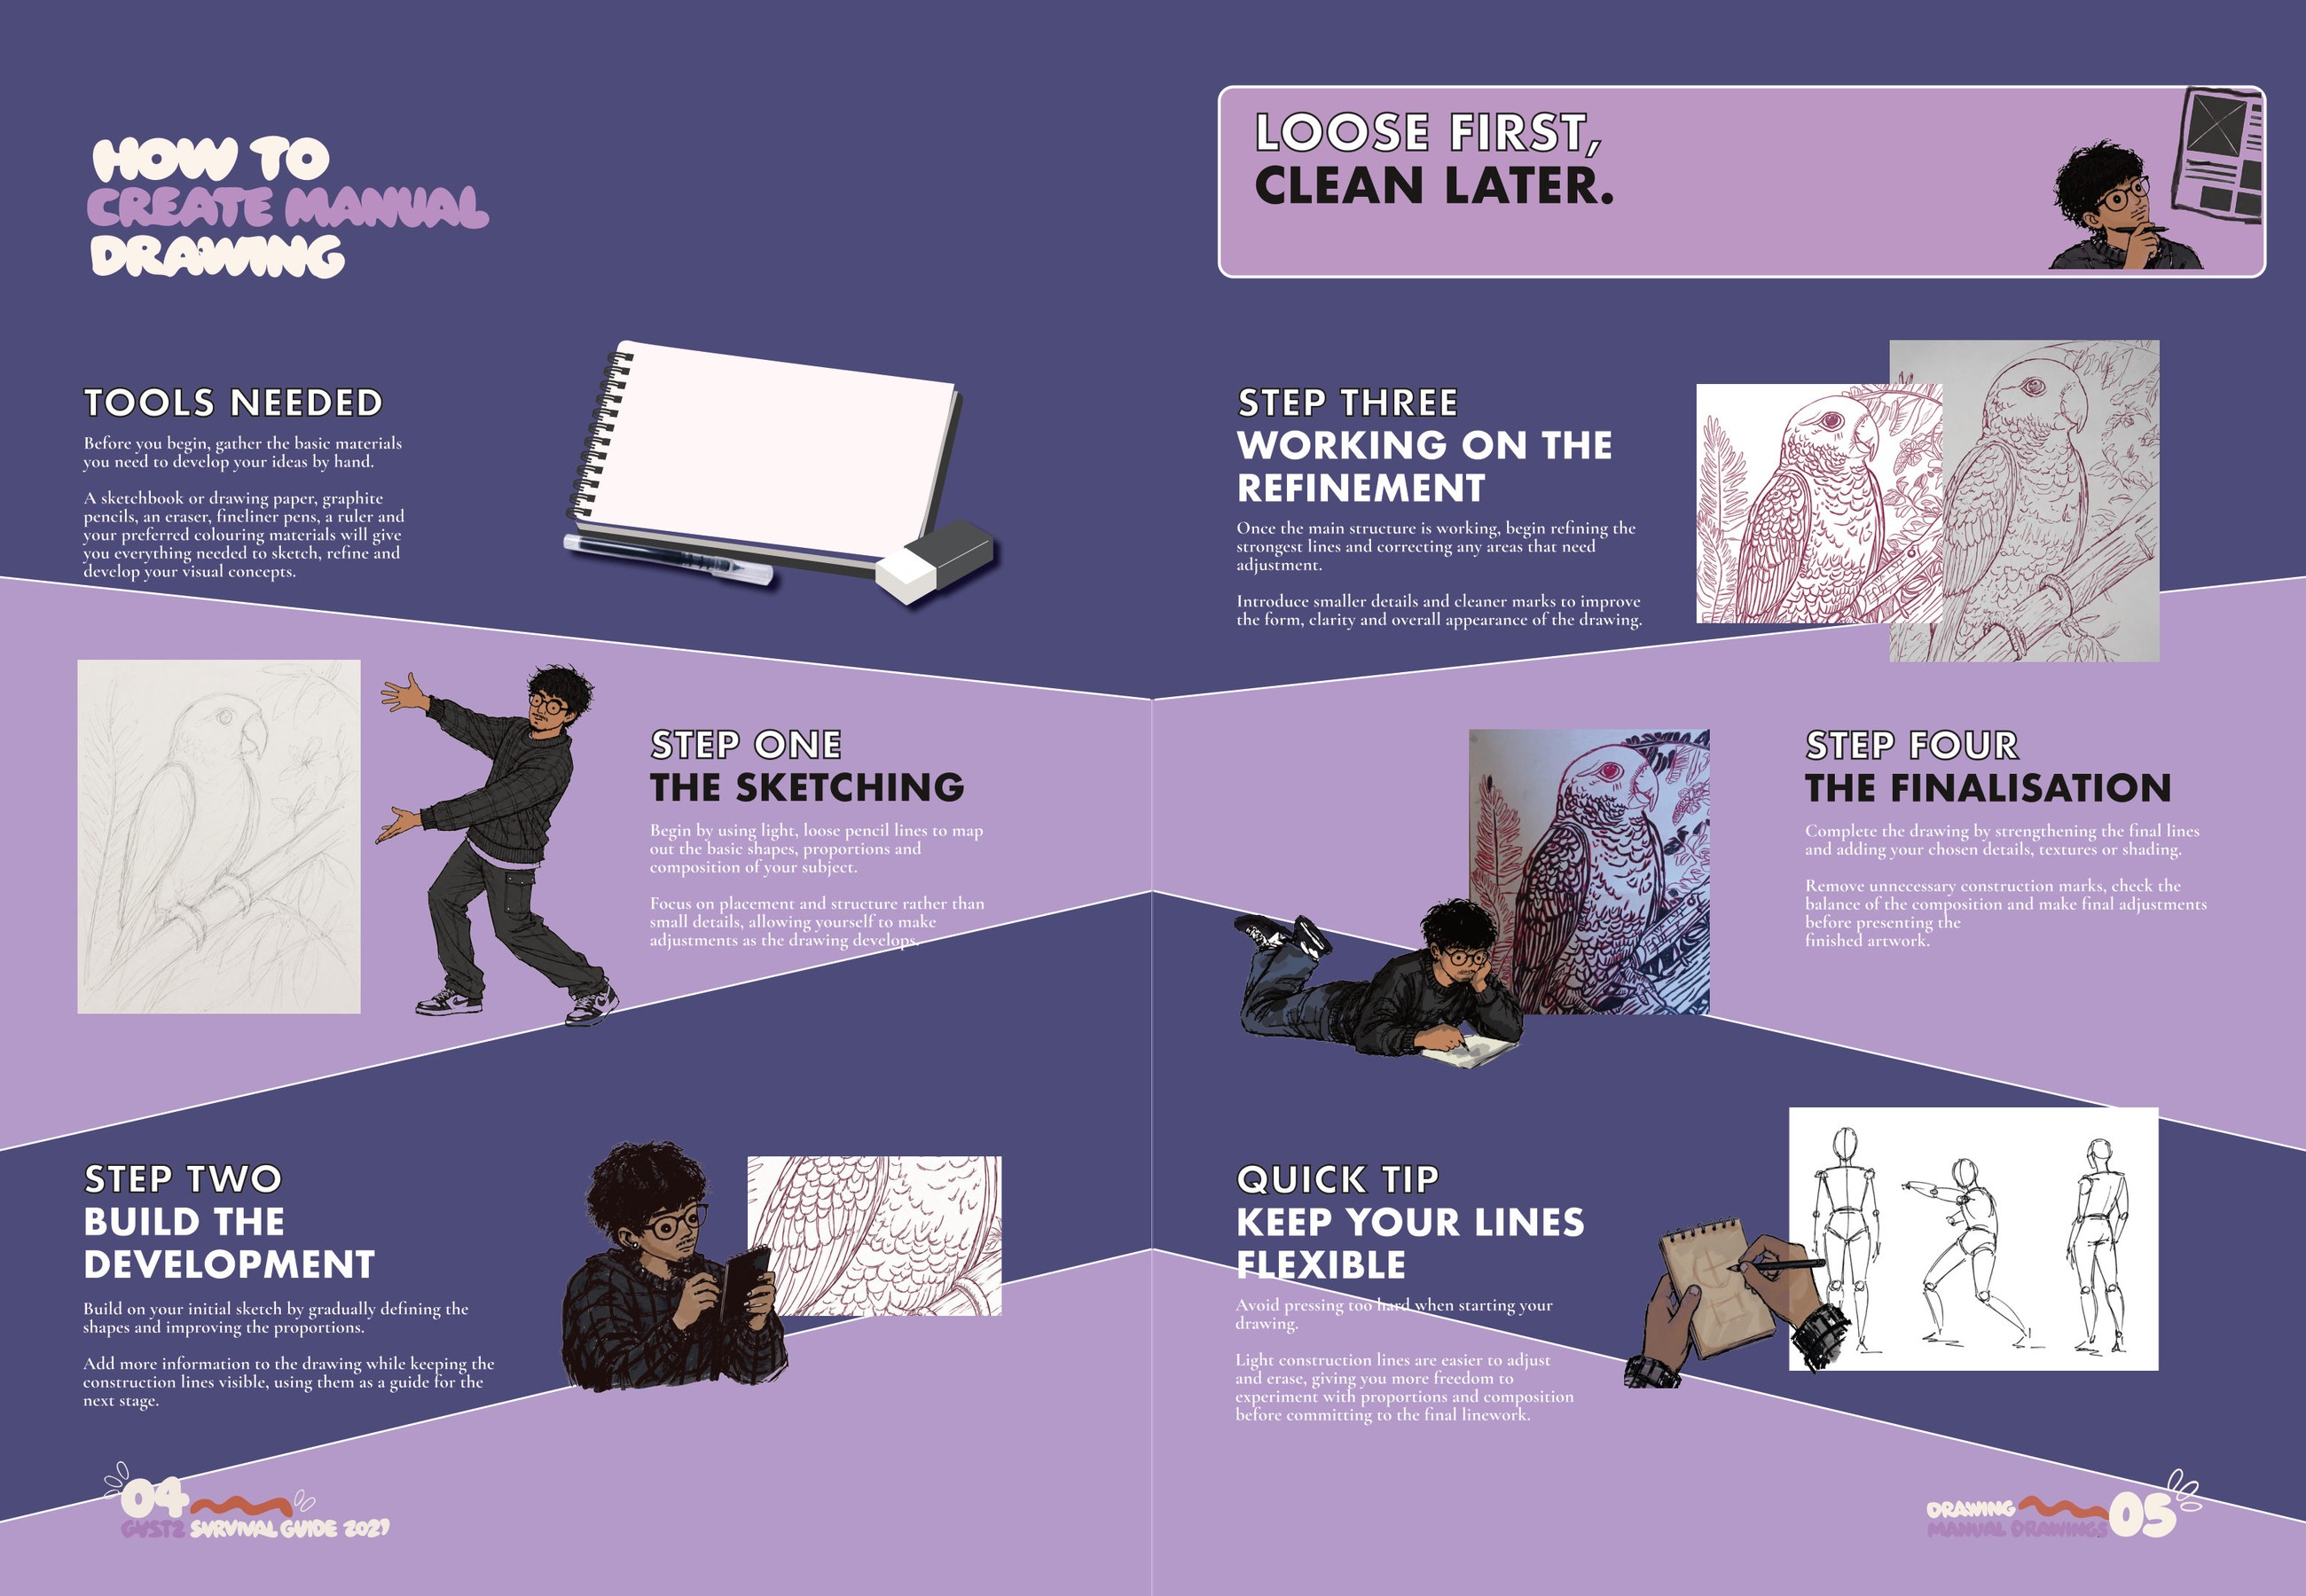 HOW TO
CREATE MANUAL
DRAWING
TOOLS NEEDED
Before you begin, gather the basic materials
you need to develop your ideas by hand.
A sketchbook or drawing paper, graphite
pencils, an eraser, fineliner pens, a ruler and
your preferred colouring materials will give
you everything needed to sketch, refine and
develop your visual concepts.
STEP ONE
THE SKETCHING
Begin by using light, loose pencil lines to map
out the basic shapes, proportions and
composition of your subject.
Focus on placement and structure rather than
small details, allowing yourself to make
adjustments as the drawing develops.
STEP TWO
BUILD THE
DEVELOPMENT
Build on your initial sketch by gradually defining the
shapes and improving the proportions.
Add more information to the drawing while keeping the
construction lines visible, using them as a guide for the
next stage.
04
GVST2 SURVIVAL GUIDE 2027
LOOSE FIRST,
CLEAN LATER.
STEP THREE
WORKING ON THE
REFINEMENT
Once the main structure is working, begin refining the
strongest lines and correcting any areas that need
adjustment.
Introduce smaller details and cleaner marks to improve
the form, clarity and overall appearance of the drawing.
STEP FOUR
THE FINALISATION
Complete the drawing by strengthening the final lines
and adding your chosen details, textures or shading.
Remove unnecessary construction marks, check the
balance of the composition and make final adjustments
before presenting the
finished artwork.
QUICK TIP
KEEP YOUR LINES
FLEXIBLE
Avoid pressing too hard when starting your
drawing.
Light construction lines are easier to adjust
and erase, giving you more freedom to
experiment with proportions and composition
before committing to the final linework.
DRAWING
MANUAL DRAWINGS
05